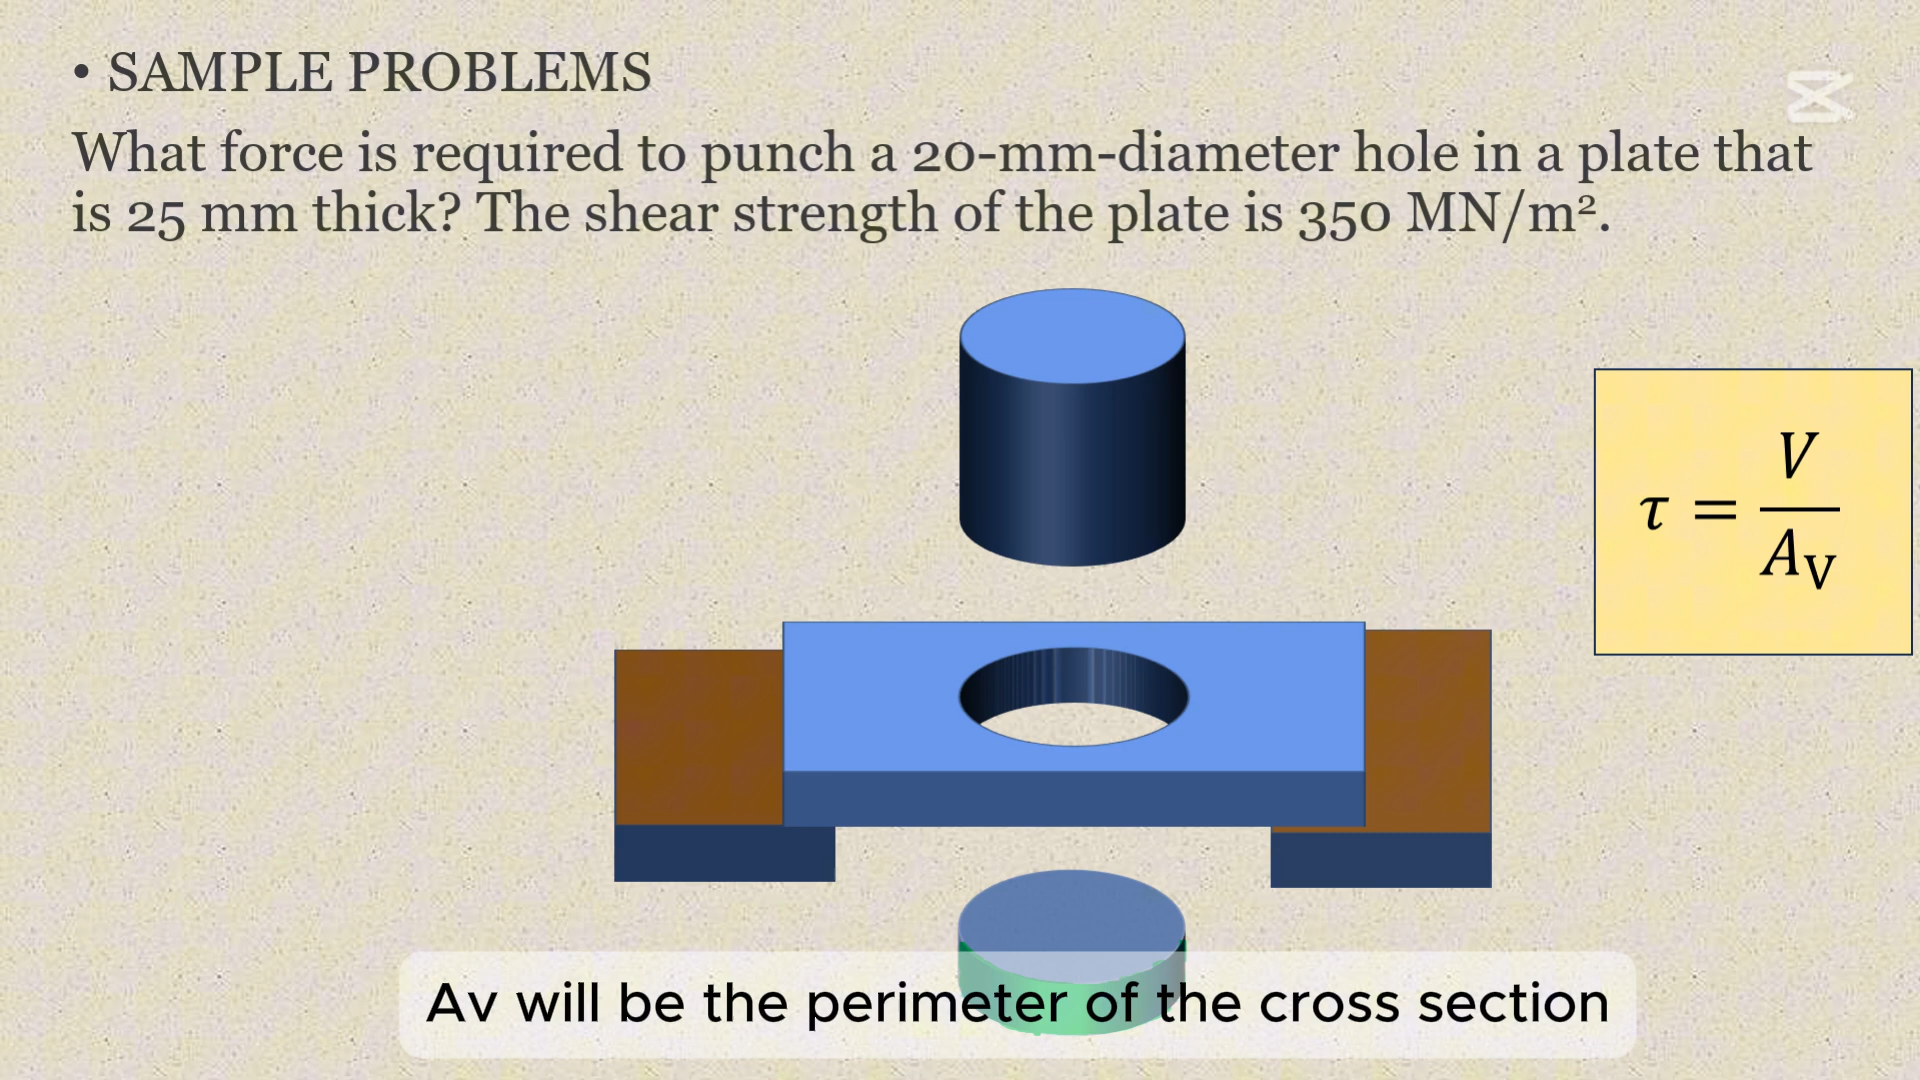 • SAMPLE PROBLEMS
What force is required to punch a 20-mm-diameter hole in a plate that
is 25 mm thick? The shear strength of the plate is 350 MN/m².
τ = V / A_V
Av will be the perimeter of the cross section